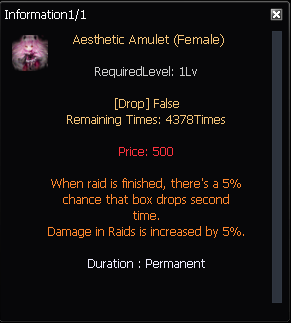 Information1/1
Aesthetic Amulet (Female)
RequiredLevel: 1Lv
[Drop] False
Remaining Times: 4378Times
Price: 500
When raid is finished, there's a 5%
chance that box drops second
time.
Damage in Raids is increased by 5%.
Duration : Permanent